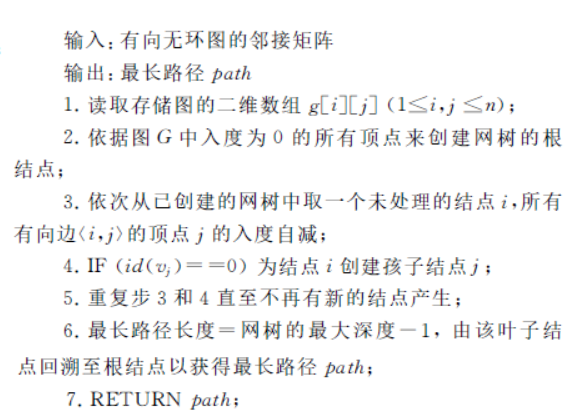 输入:有向无环图的邻接矩阵
输出:最长路径 path
1. 读取存储图的二维数组 g[i][j] (1≤i,j≤n);
2. 依据图 G 中入度为 0 的所有顶点来创建网树的根
结点;
3. 依次从已创建的网树中取一个未处理的结点 i,所有
有向边〈i,j〉的顶点 j 的入度自减;
4. IF (id(vⱼ)==0) 为结点 i 创建孩子结点 j;
5. 重复步 3 和 4 直至不再有新的结点产生;
6. 最长路径长度=网树的最大深度-1, 由该叶子结
点回溯至根结点以获得最长路径 path;
7. RETURN path;